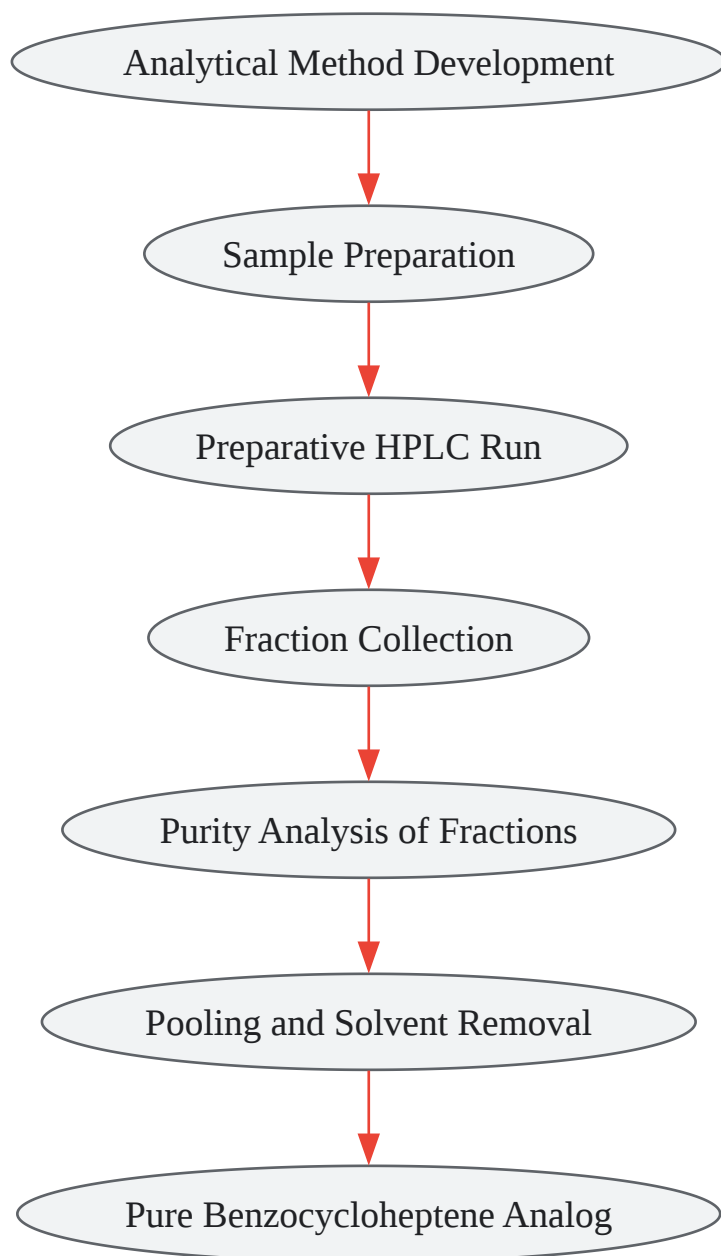 Analytical Method Development
Sample Preparation
Preparative HPLC Run
Fraction Collection
Purity Analysis of Fractions
Pooling and Solvent Removal
Pure Benzocycloheptene Analog